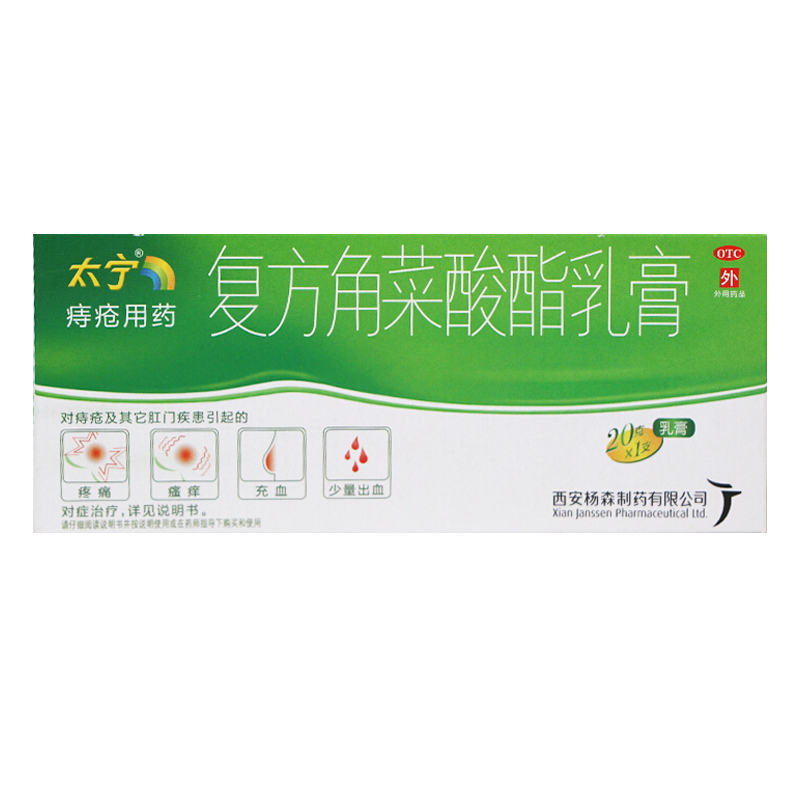 太宁®
痔疮用药
复方角菜酸酯乳膏
OTC
外
外用药品
对痔疮及其它肛门疾患引起的
疼痛
瘙痒
充血
少量出血
对症治疗，详见说明书。
请仔细阅读说明书并按说明使用或在药师指导下购买和使用
20克
x1支
乳膏
西安杨森制药有限公司
Xian Janssen Pharmaceutical Ltd.